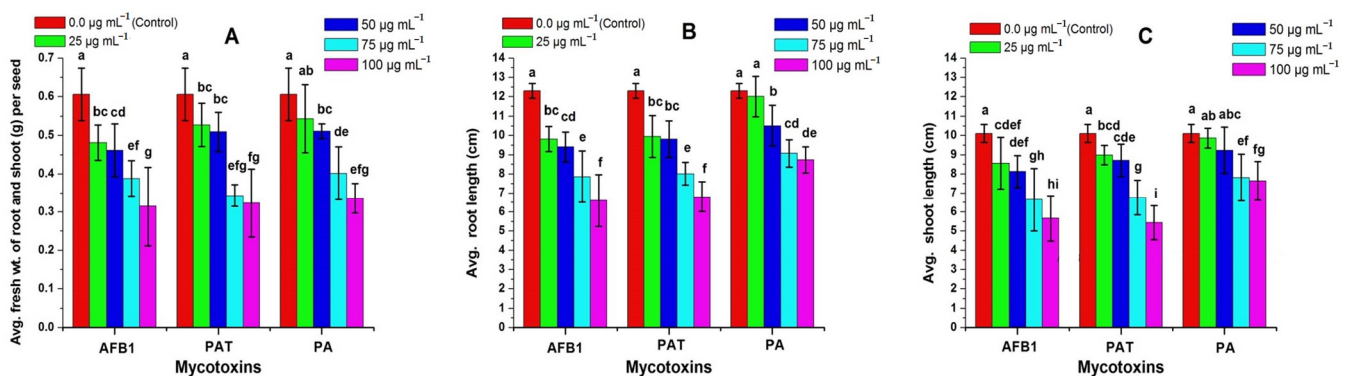 0.0 µg mL⁻¹(Control)
25 µg mL⁻¹
50 µg mL⁻¹
75 µg mL⁻¹
100 µg mL⁻¹
A
Avg. fresh wt. of root and shoot (g) per seed
0.7
0.6
0.5
0.4
0.3
0.2
0.1
0.0
a bc cd ef g
a bc bc efg fg
a ab bc de efg
AFB1 PAT PA
Mycotoxins
0.0 µg mL⁻¹ (Control)
25 µg mL⁻¹
50 µg mL⁻¹
75 µg mL⁻¹
100 µg mL⁻¹
B
Avg. root length (cm)
14
13
12
11
10
9
8
7
6
5
4
3
2
1
0
a bc cd e f
a bc bc e f
a a b cd de
AFB1 PAT PA
Mycotoxins
0.0 µg mL⁻¹ (Control)
25 µg mL⁻¹
50 µg mL⁻¹
75 µg mL⁻¹
100 µg mL⁻¹
C
Avg. shoot length (cm)
14
13
12
11
10
9
8
7
6
5
4
3
2
1
0
a cdef def gh hi
a bcd cde g i
a ab abc ef fg
AFB1 PAT PA
Mycotoxins